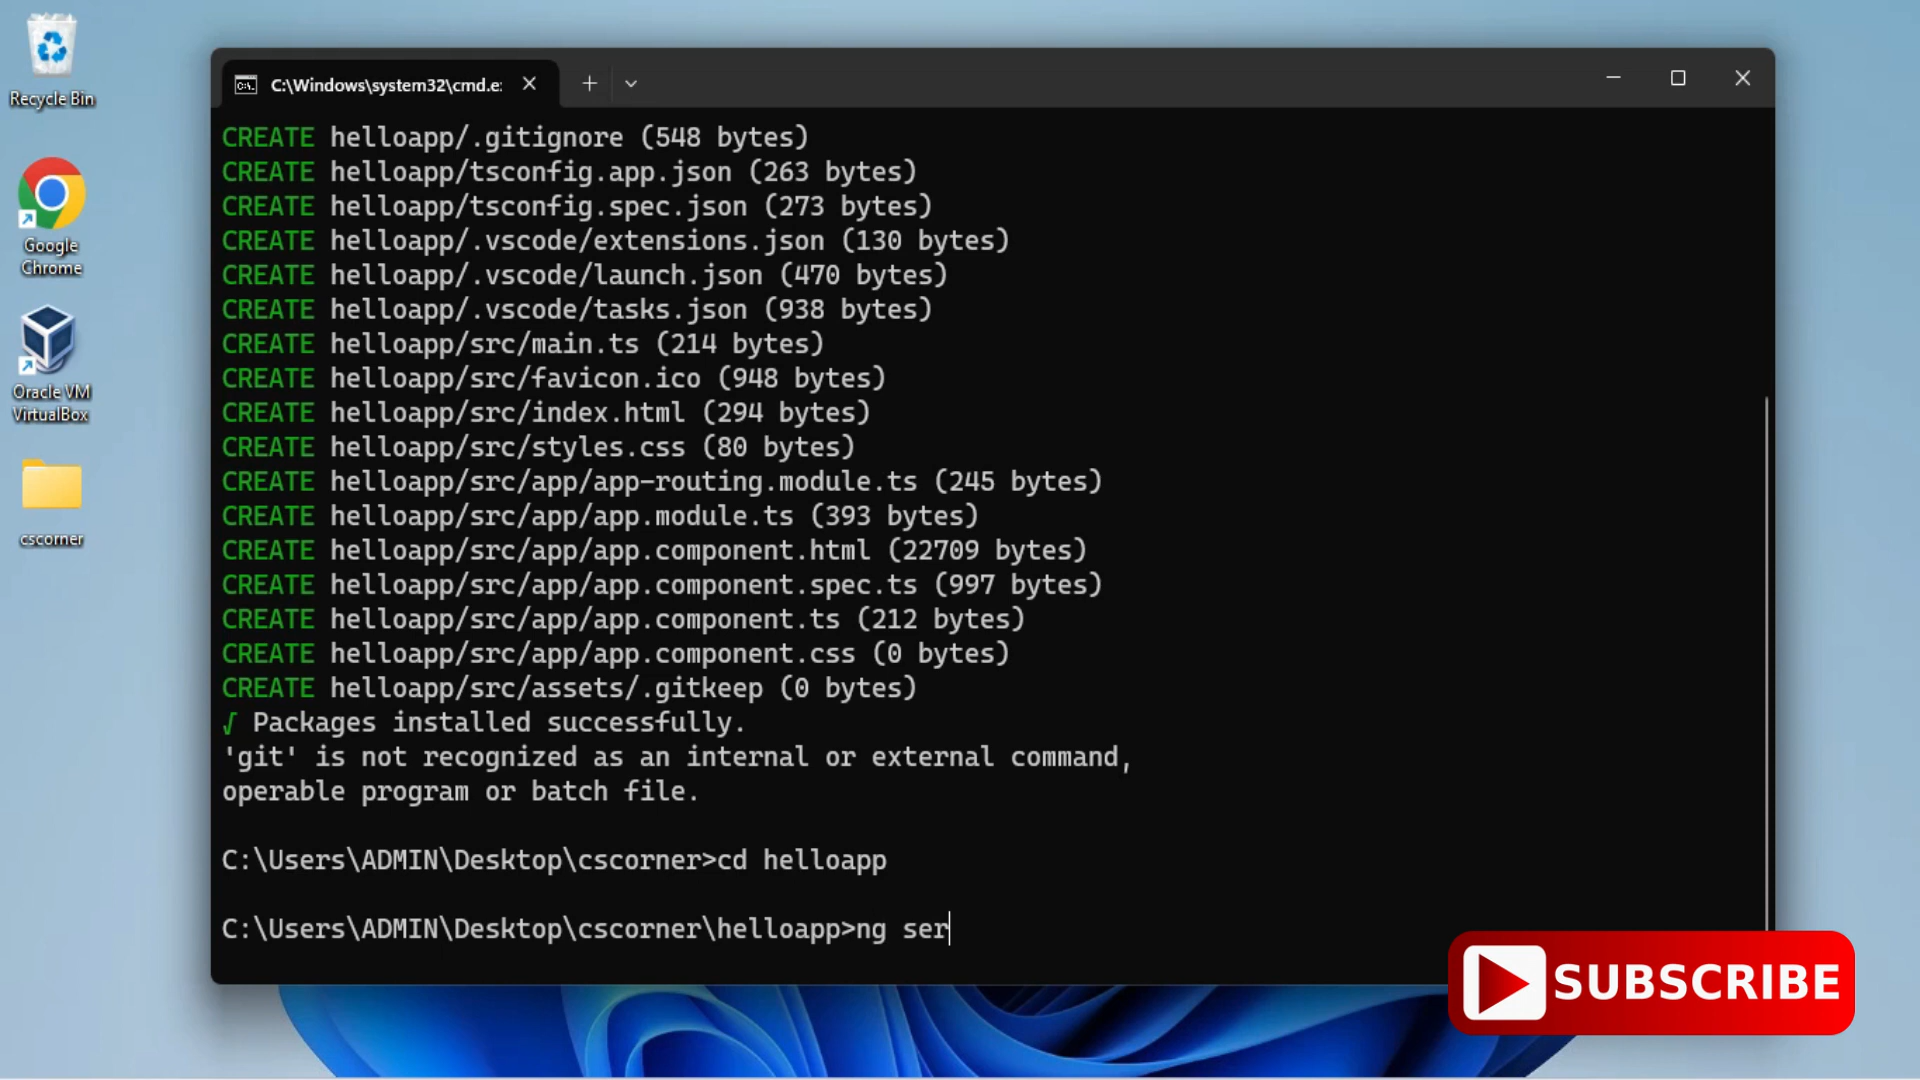 Recycle Bin
Google
Chrome
Oracle VM
VirtualBox
cscorner
C:\Windows\system32\cmd.e:
CREATE helloapp/.gitignore (548 bytes)
CREATE helloapp/tsconfig.app.json (263 bytes)
CREATE helloapp/tsconfig.spec.json (273 bytes)
CREATE helloapp/.vscode/extensions.json (130 bytes)
CREATE helloapp/.vscode/launch.json (470 bytes)
CREATE helloapp/.vscode/tasks.json (938 bytes)
CREATE helloapp/src/main.ts (214 bytes)
CREATE helloapp/src/favicon.ico (948 bytes)
CREATE helloapp/src/index.html (294 bytes)
CREATE helloapp/src/styles.css (80 bytes)
CREATE helloapp/src/app/app-routing.module.ts (245 bytes)
CREATE helloapp/src/app/app.module.ts (393 bytes)
CREATE helloapp/src/app/app.component.html (22709 bytes)
CREATE helloapp/src/app/app.component.spec.ts (997 bytes)
CREATE helloapp/src/app/app.component.ts (212 bytes)
CREATE helloapp/src/app/app.component.css (0 bytes)
CREATE helloapp/src/assets/.gitkeep (0 bytes)
√ Packages installed successfully.
'git' is not recognized as an internal or external command,
operable program or batch file.
C:\Users\ADMIN\Desktop\cscorner>cd helloapp
C:\Users\ADMIN\Desktop\cscorner\helloapp>ng ser
SUBSCRIBE